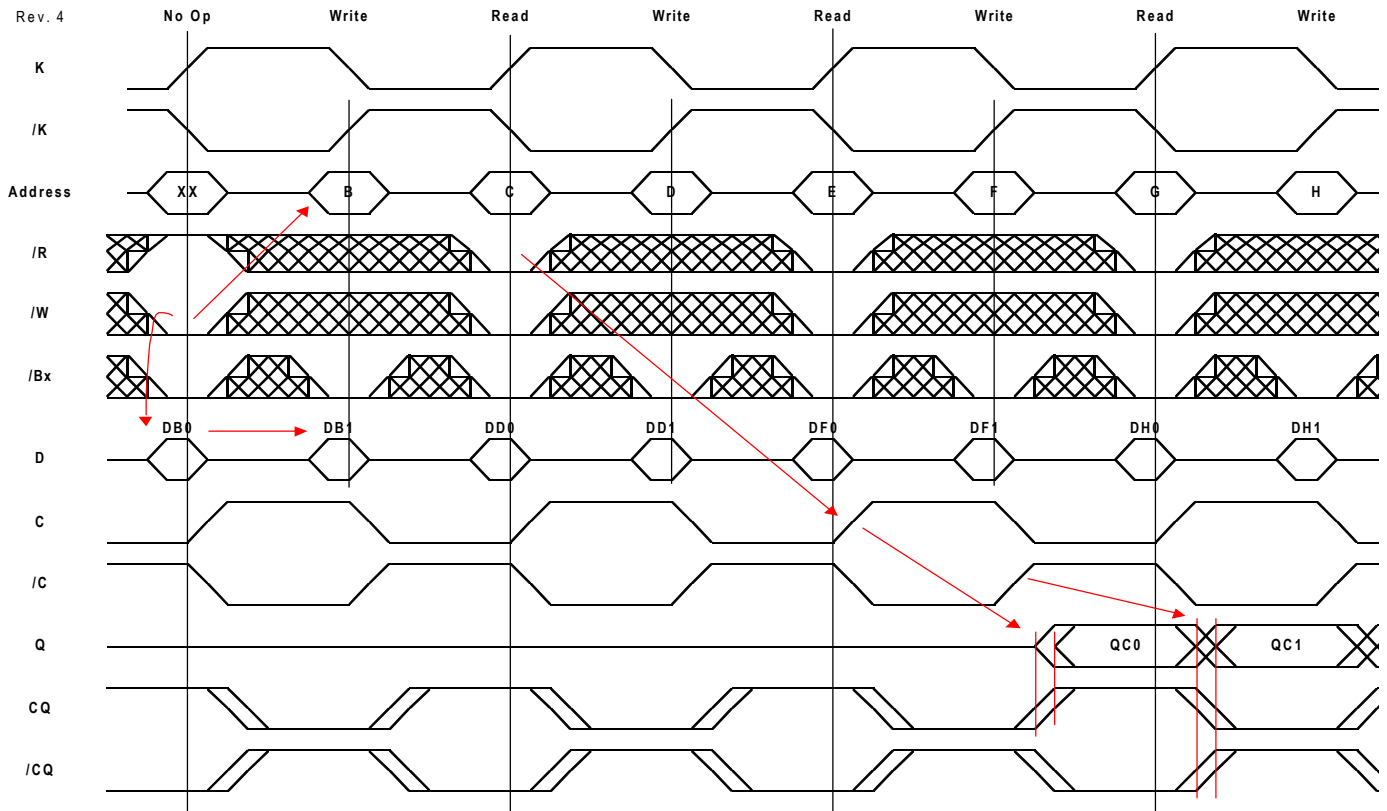 Rev. 4 No Op Write Read Write Read Write Read Write
K
/K
Address XX B C D E F G H
/R
/W
/Bx
DB0 DB1 DD0 DD1 DF0 DF1 DH0 DH1
D
C
/C
Q QC0 QC1
CQ
/CQ